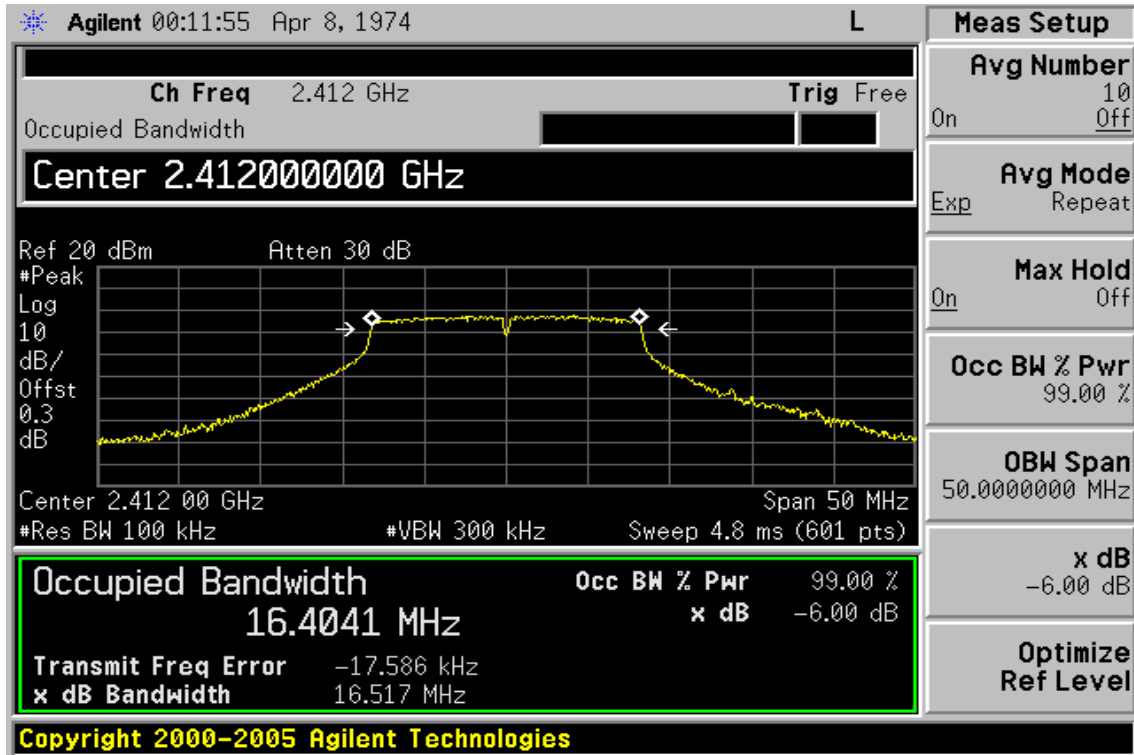 Agilent 00:11:55 Apr 8, 1974 L
Ch Freq 2.412 GHz Trig Free
Occupied Bandwidth
Center 2.412000000 GHz
Ref 20 dBm Atten 30 dB
#Peak
Log
10
dB/
Offst
0.3
dB
Center 2.412 00 GHz Span 50 MHz
#Res BW 100 kHz #VBW 300 kHz Sweep 4.8 ms (601 pts)
Occupied Bandwidth Occ BW % Pwr 99.00 %
16.4041 MHz x dB -6.00 dB
Transmit Freq Error -17.586 kHz
x dB Bandwidth 16.517 MHz
Copyright 2000-2005 Agilent Technologies
Meas Setup
Avg Number
10
On Off
Avg Mode
Exp Repeat
Max Hold
On Off
Occ BW % Pwr
99.00 %
OBW Span
50.0000000 MHz
x dB
-6.00 dB
Optimize
Ref Level